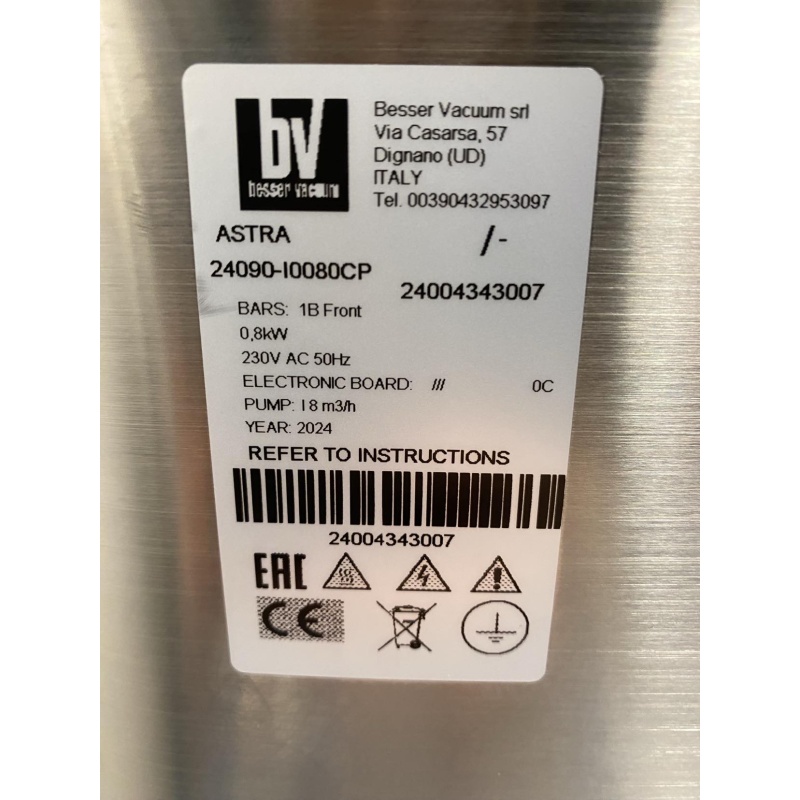 bv
besser vacuum
Besser Vacuum srl
Via Casarsa, 57
Dignano (UD)
ITALY
Tel. 00390432953097
ASTRA
/-
24090-I0080CP
24004343007
BARS: 1B Front
0,8kW
230V AC 50Hz
ELECTRONIC BOARD: /// 0C
PUMP: I 8 m3/h
YEAR: 2024
REFER TO INSTRUCTIONS
24004343007
EAC
CE